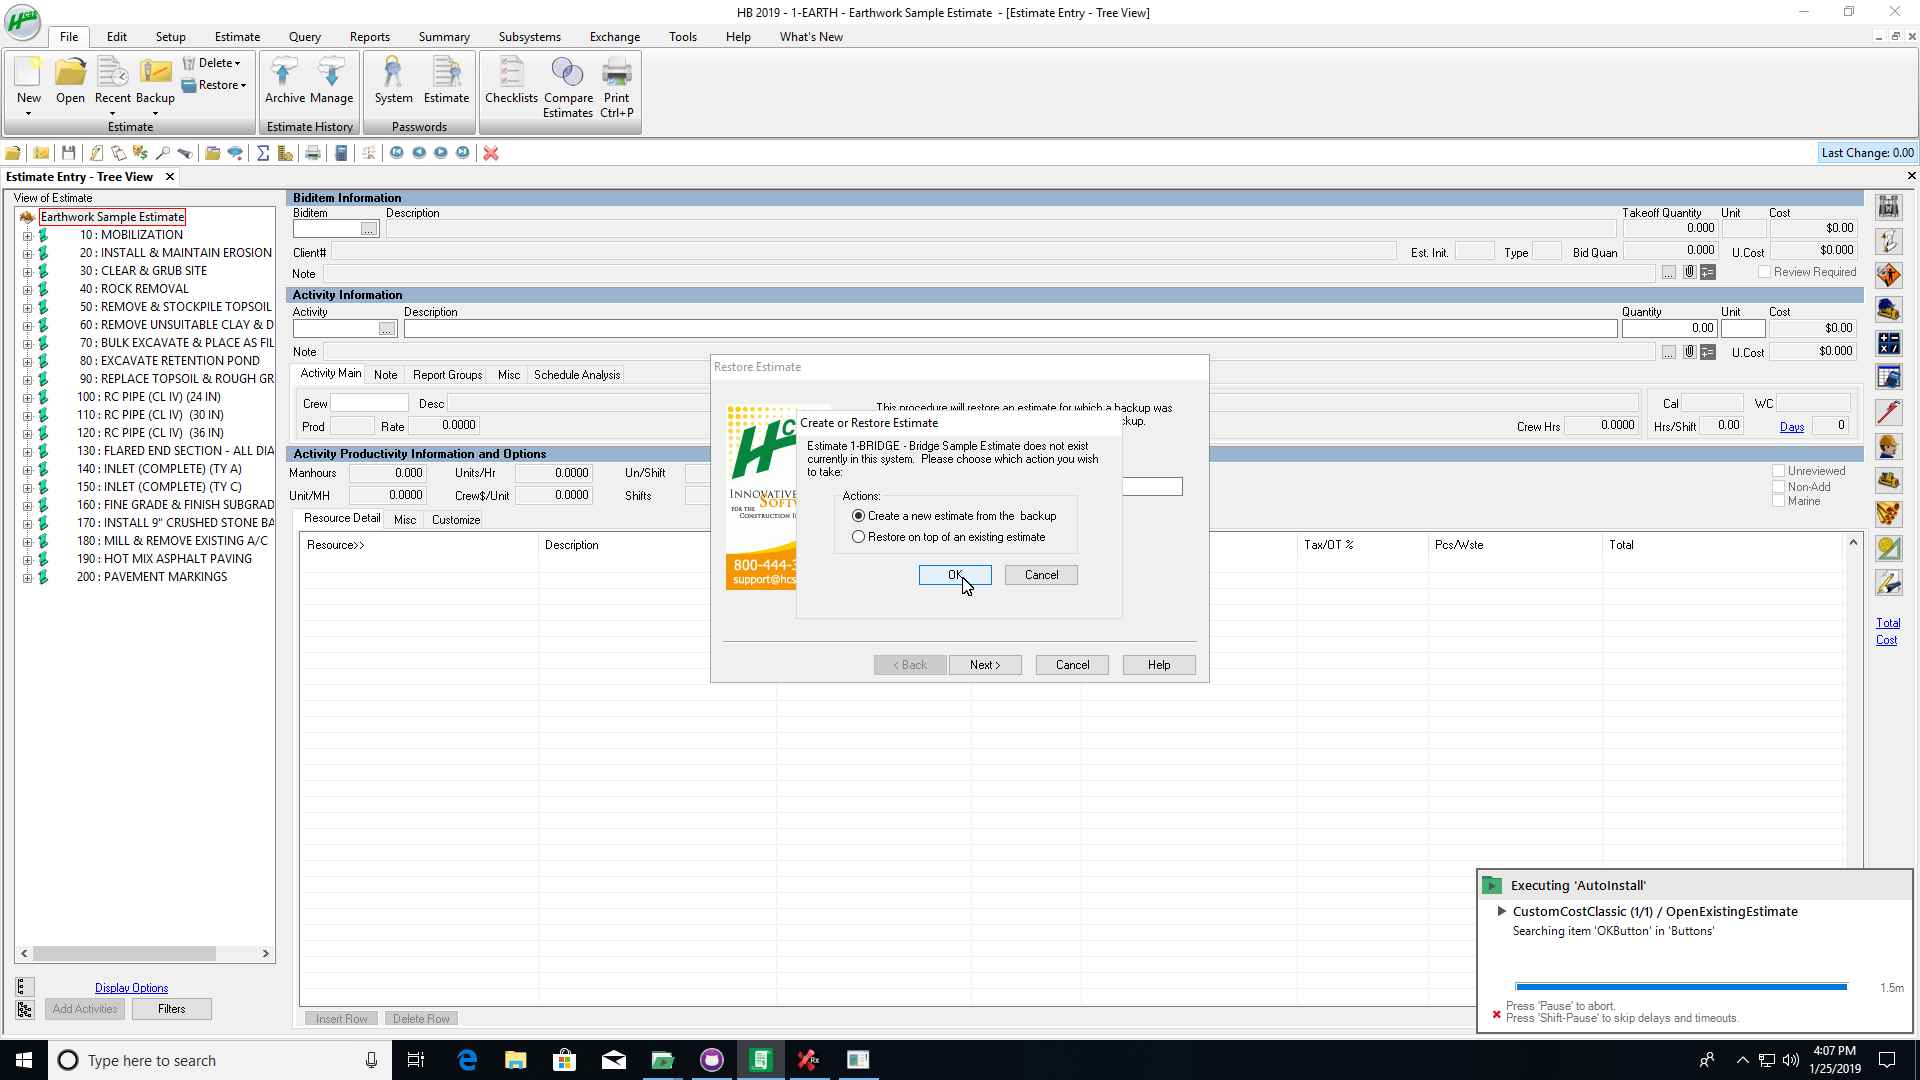 HB 2019 - 1-EARTH - Earthwork Sample Estimate - [Estimate Entry - Tree View]
File Edit Setup Estimate Query Reports Summary Subsystems Exchange Tools Help What's New
New Open Recent Backup Delete Restore
Archive Manage System Estimate Checklists Compare Estimates Print Ctrl+P
Estimate Estimate History Passwords
Last Change: 0.00
Estimate Entry - Tree View
View of Estimate
Earthwork Sample Estimate
10 : MOBILIZATION
20 : INSTALL & MAINTAIN EROSION
30 : CLEAR & GRUB SITE
40 : ROCK REMOVAL
50 : REMOVE & STOCKPILE TOPSOIL
60 : REMOVE UNSUITABLE CLAY & D
70 : BULK EXCAVATE & PLACE AS FIL
80 : EXCAVATE RETENTION POND
90 : REPLACE TOPSOIL & ROUGH GR
100 : RC PIPE (CL IV) (24 IN)
110 : RC PIPE (CL IV) (30 IN)
120 : RC PIPE (CL IV) (36 IN)
130 : FLARED END SECTION - ALL DIA
140 : INLET (COMPLETE) (TY A)
150 : INLET (COMPLETE) (TY C)
160 : FINE GRADE & FINISH SUBGRAD
170 : INSTALL 9" CRUSHED STONE BA
180 : MILL & REMOVE EXISTING A/C
190 : HOT MIX ASPHALT PAVING
200 : PAVEMENT MARKINGS
Display Options
Add Activities Filters
Biditem Information
Biditem Description Takeoff Quantity Unit Cost
... 0.000 $0.00
Client# Est. Init. Type Bid Quan 0.000 U.Cost $0.000
Note ... Review Required
Activity Information
Activity Description Quantity Unit Cost
... 0.00 $0.00
Note ... U.Cost $0.000
Activity Main Note Report Groups Misc Schedule Analysis
Crew Desc Cal WC
Prod Rate 0.0000 Crew Hrs 0.0000 Hrs/Shift 0.00 Days 0
Activity Productivity Information and Options
Manhours 0.000 Units/Hr 0.0000 Un/Shift
Unit/MH 0.0000 Crew$/Unit 0.0000 Shifts
Unreviewed
Non-Add
Marine
Resource Detail Misc Customize
Resource>> Description Tax/OT % Pcs/Wste Total
Insert Row Delete Row
Total
Cost
Restore Estimate
This procedure will restore an estimate for which a backup was
ckup.
HC
INNOVATIVE
SOFTW
FOR THE
CONSTRUCTION I
800-444-3
support@hcs
< Back Next > Cancel Help
Create or Restore Estimate
Estimate 1-BRIDGE - Bridge Sample Estimate does not exist
currently in this system. Please choose which action you wish
to take:
Actions:
Create a new estimate from the backup
Restore on top of an existing estimate
OK Cancel
Executing 'AutoInstall'
CustomCostClassic (1/1) / OpenExistingEstimate
Searching item 'OKButton' in 'Buttons'
1.5m
Press 'Pause' to abort.
Press 'Shift-Pause' to skip delays and timeouts.
Type here to search
4:07 PM
1/25/2019